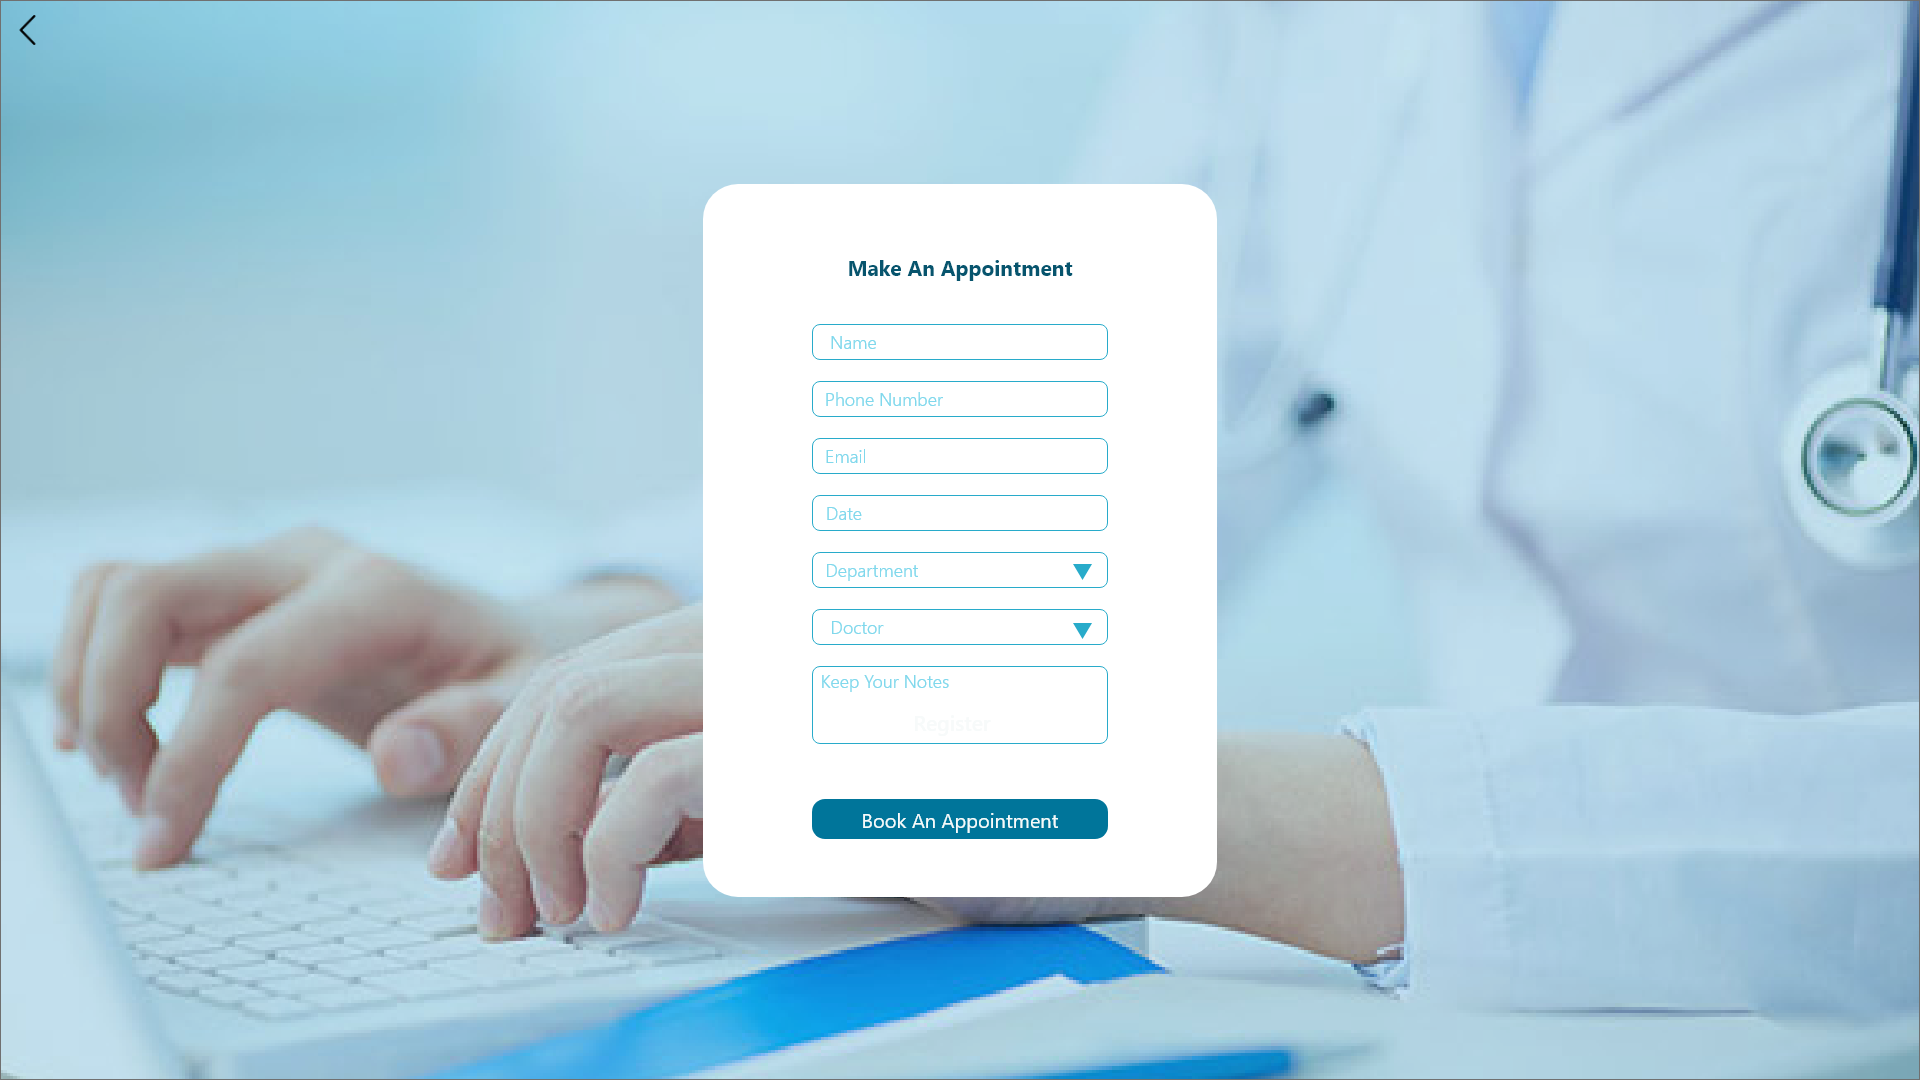 Make An Appointment
Name
Phone Number
Email
Date
Department
Doctor
Keep Your Notes
Register
Book An Appointment